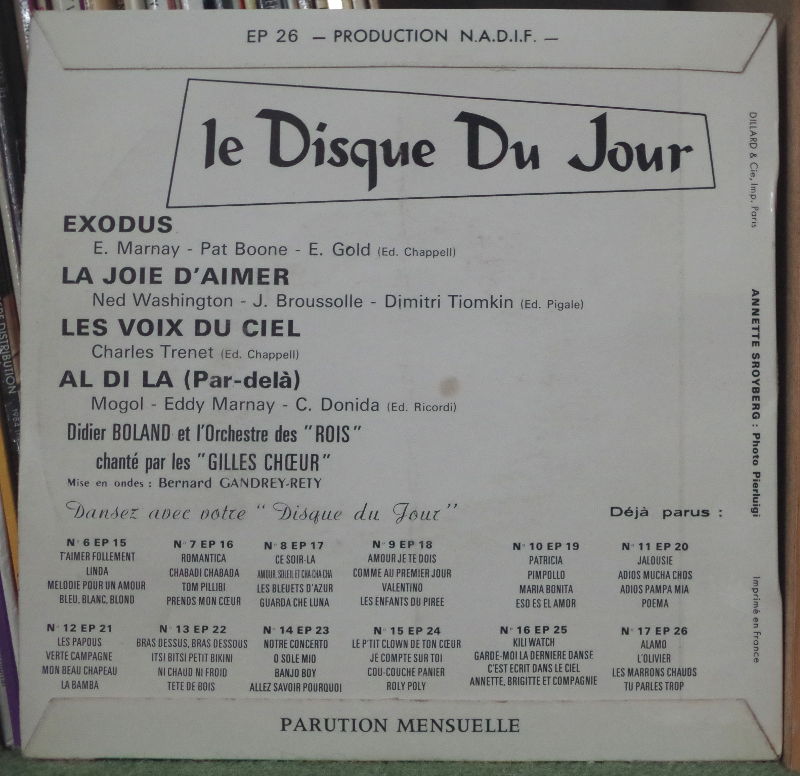 EP 26 — PRODUCTION N.A.D.I.F. —
le Disque Du Jour
EXODUS
E. Marnay - Pat Boone - E. Gold (Ed. Chappell)
LA JOIE D'AIMER
Ned Washington - J. Broussolle - Dimitri Tiomkin (Ed. Pigale)
LES VOIX DU CIEL
Charles Trenet (Ed. Chappell)
AL DI LA (Par-delà)
Mogol - Eddy Marnay - C. Donida (Ed. Ricordi)
Didier BOLAND et l'Orchestre des "ROIS"
chanté par les "GILLES CHŒUR"
Mise en ondes : Bernard GANDREY-RETY
Dansez avec votre "Disque du Jour"
Déjà parus :
N° 6 EP 15
T'AIMER FOLLEMENT
LINDA
MELODIE POUR UN AMOUR
BLEU, BLANC, BLOND
N° 7 EP 16
ROMANTICA
CHABADI CHABADA
TOM PILLIBI
PRENDS MON CŒUR
N° 8 EP 17
CE SOIR-LA
AMOUR, SOLEIL ET CHA CHA CHA
LES BLEUETS D'AZUR
GUARDA CHE LUNA
N° 9 EP 18
AMOUR JE TE DOIS
COMME AU PREMIER JOUR
VALENTINO
LES ENFANTS DU PIREE
N° 10 EP 19
PATRICIA
PIMPOLLO
MARIA BONITA
ESO ES EL AMOR
N° 11 EP 20
JALOUSIE
ADIOS MUCHACHOS
ADIOS PAMPA MIA
POEMA
N° 12 EP 21
LES PAPOUS
VERTE CAMPAGNE
MON BEAU CHAPEAU
LA BAMBA
N° 13 EP 22
BRAS DESSUS, BRAS DESSOUS
ITSI BITSI PETIT BIKINI
NI CHAUD NI FROID
TETE DE BOIS
N° 14 EP 23
NOTRE CONCERTO
O SOLE MIO
BANJO BOY
ALLEZ SAVOIR POURQUOI
N° 15 EP 24
LE P'TIT CLOWN DE TON CŒUR
JE COMPTE SUR TOI
COU-COUCHE PANIER
ROLY POLY
N° 16 EP 25
KILI WATCH
GARDE-MOI LA DERNIERE DANSE
C'EST ECRIT DANS LE CIEL
ANNETTE, BRIGITTE ET COMPAGNIE
N° 17 EP 26
ALAMO
L'OLIVIER
LES MARRONS CHAUDS
TU PARLES TROP
PARUTION MENSUELLE
DILLARD & Cie, Imp. Paris
ANNETTE SROYBERG : Photo Pierluigi
Imprimé en France